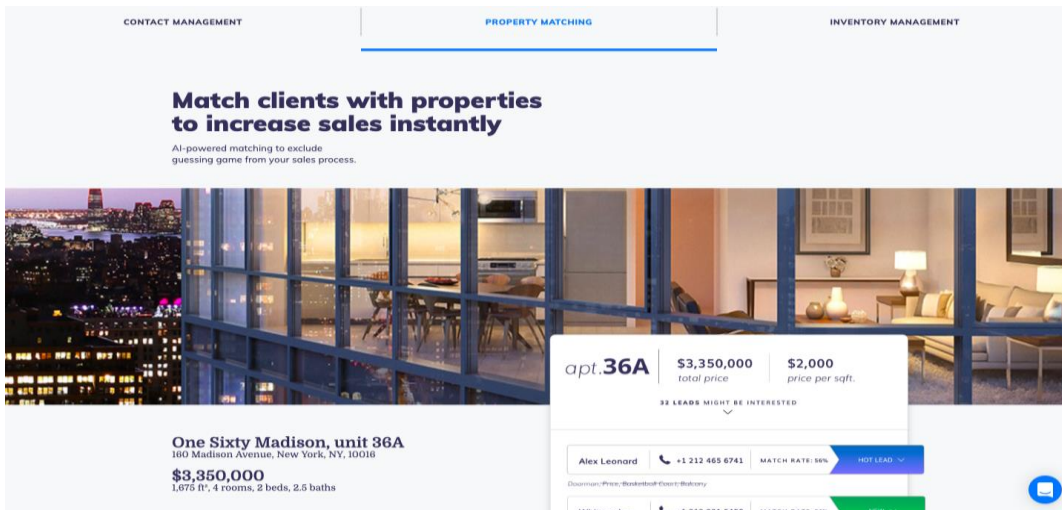 CONTACT MANAGEMENT
PROPERTY MATCHING
INVENTORY MANAGEMENT
Match clients with properties
to increase sales instantly
AI-powered matching to exclude
guessing game from your sales process.
apt.36A
$3,350,000
total price
$2,000
price per sqft.
32 LEADS MIGHT BE INTERESTED
One Sixty Madison, unit 36A
160 Madison Avenue, New York, NY, 10016
$3,350,000
1,675 ft², 4 rooms, 2 beds, 2.5 baths
Alex Leonard
+1 212 465 6741
MATCH RATE: 56%
HOT LEAD
Doorman, Price, Basketball Court, Balcony